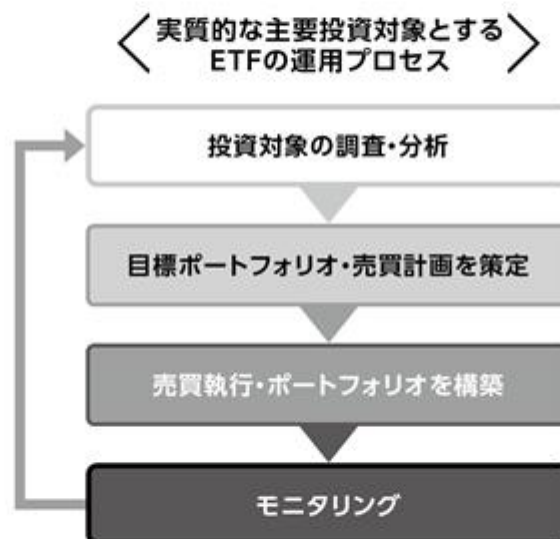 実質的な主要投資対象とする
ETFの運用プロセス
投資対象の調査・分析
目標ポートフォリオ・売買計画を策定
売買執行・ポートフォリオを構築
モニタリング